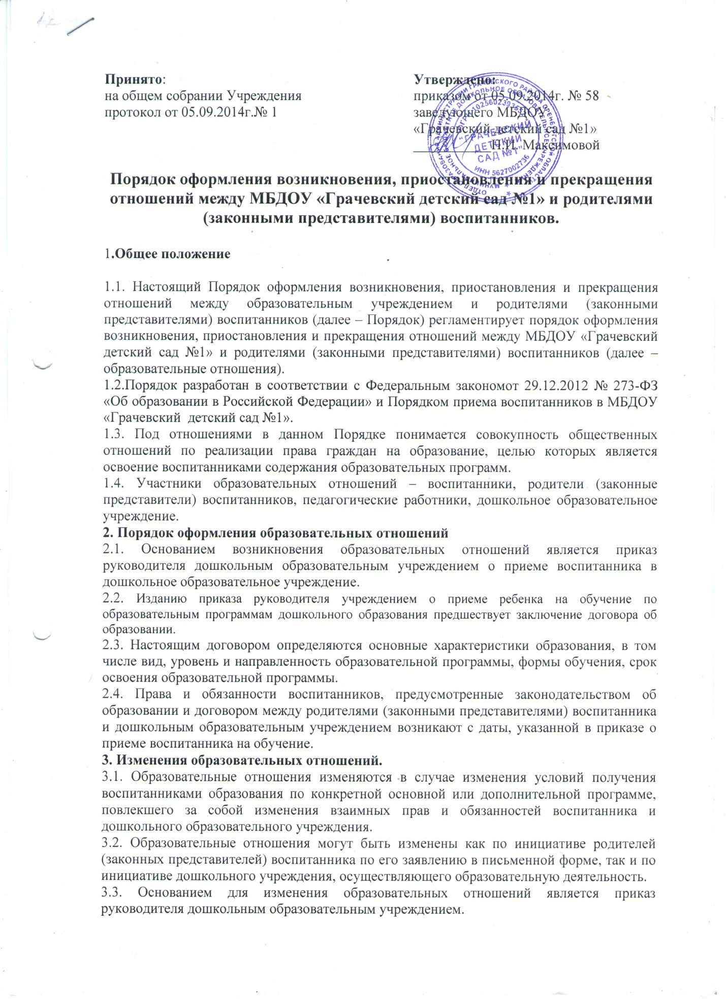 Принято:
на общем собрании Учреждения
протокол от 05.09.2014г.№ 1
Утверждено:
приказом от 05.09.2014г. № 58
заведующего МБДОУ
«Грачевский детский сад №1»
___________Н.И. Максимовой
"ГРАЧЕВСКИЙ
ДЕТСКИЙ
САД №1"
ИНН 5627002736
Порядок оформления возникновения, приостановления и прекращения
отношений между МБДОУ «Грачевский детский сад №1» и родителями
(законными представителями) воспитанников.
1.Общее положение
1.1. Настоящий Порядок оформления возникновения, приостановления и прекращения
отношений между образовательным учреждением и родителями (законными
представителями) воспитанников (далее – Порядок) регламентирует порядок оформления
возникновения, приостановления и прекращения отношений между МБДОУ «Грачевский
детский сад №1» и родителями (законными представителями) воспитанников (далее –
образовательные отношения).
1.2.Порядок разработан в соответствии с Федеральным закономот 29.12.2012 № 273-ФЗ
«Об образовании в Российской Федерации» и Порядком приема воспитанников в МБДОУ
«Грачевский детский сад №1».
1.3. Под отношениями в данном Порядке понимается совокупность общественных
отношений по реализации права граждан на образование, целью которых является
освоение воспитанниками содержания образовательных программ.
1.4. Участники образовательных отношений – воспитанники, родители (законные
представители) воспитанников, педагогические работники, дошкольное образовательное
учреждение.
2. Порядок оформления образовательных отношений
2.1. Основанием возникновения образовательных отношений является приказ
руководителя дошкольным образовательным учреждением о приеме воспитанника в
дошкольное образовательное учреждение.
2.2. Изданию приказа руководителя учреждением о приеме ребенка на обучение по
образовательным программам дошкольного образования предшествует заключение договора об
образовании.
2.3. Настоящим договором определяются основные характеристики образования, в том
числе вид, уровень и направленность образовательной программы, формы обучения, срок
освоения образовательной программы.
2.4. Права и обязанности воспитанников, предусмотренные законодательством об
образовании и договором между родителями (законными представителями) воспитанника
и дошкольным образовательным учреждением возникают с даты, указанной в приказе о
приеме воспитанника на обучение.
3. Изменения образовательных отношений.
3.1. Образовательные отношения изменяются в случае изменения условий получения
воспитанниками образования по конкретной основной или дополнительной программе,
повлекшего за собой изменения взаимных прав и обязанностей воспитанника и
дошкольного образовательного учреждения.
3.2. Образовательные отношения могут быть изменены как по инициативе родителей
(законных представителей) воспитанника по его заявлению в письменной форме, так и по
инициативе дошкольного учреждения, осуществляющего образовательную деятельность.
3.3. Основанием для изменения образовательных отношений является приказ
руководителя дошкольным образовательным учреждением.